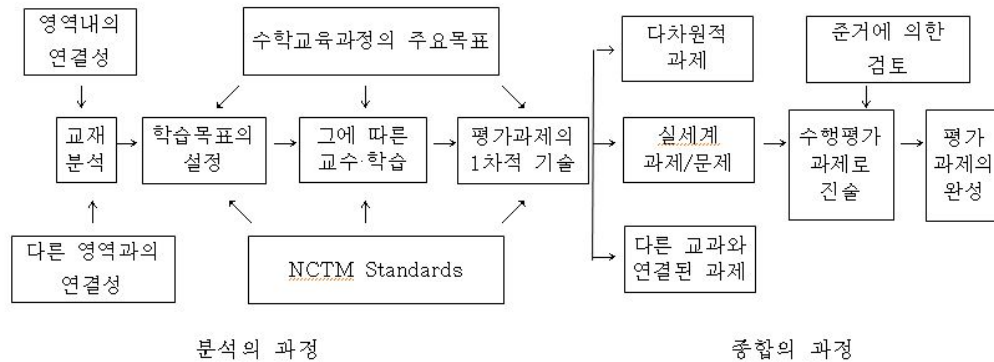 영역내의
연결성
수학교육과정의 주요목표
다차원적
과제
준거에 의한
검토
교재
분석
학습목표의
설정
그에 따른
교수·학습
평가과제의
1차적 기술
실세계
과제/문제
수행평가
과제로
진술
평가
과제의
완성
다른 영역과의
연결성
NCTM Standards
다른 교과와
연결된 과제
분석의 과정
종합의 과정